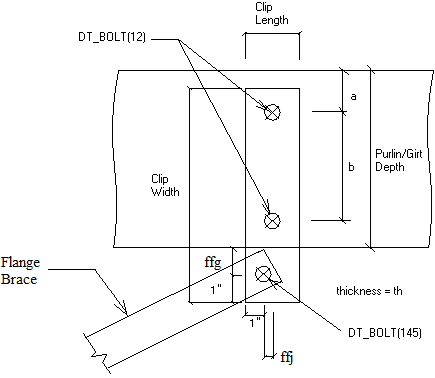 Clip
Length
DT_BOLT(12)
a
Purlin/Girt
Depth
b
Clip
Width
Flange
Brace
ffg
1"
thickness = th
1"
DT_BOLT(145)
ffj